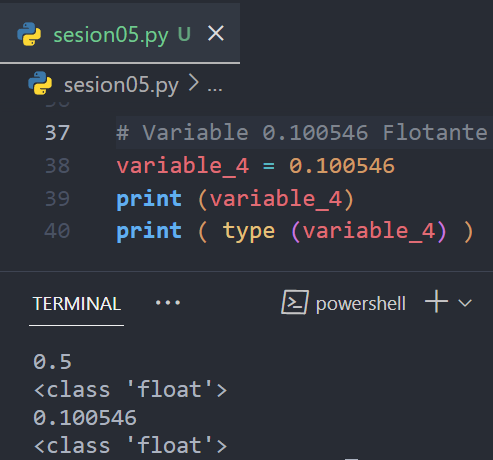 sesion05.py U
sesion05.py > ...
37 # Variable 0.100546 Flotante
38 variable_4 = 0.100546
39 print (variable_4)
40 print ( type (variable_4) )
TERMINAL ... powershell
0.5
<class 'float'>
0.100546
<class 'float'>